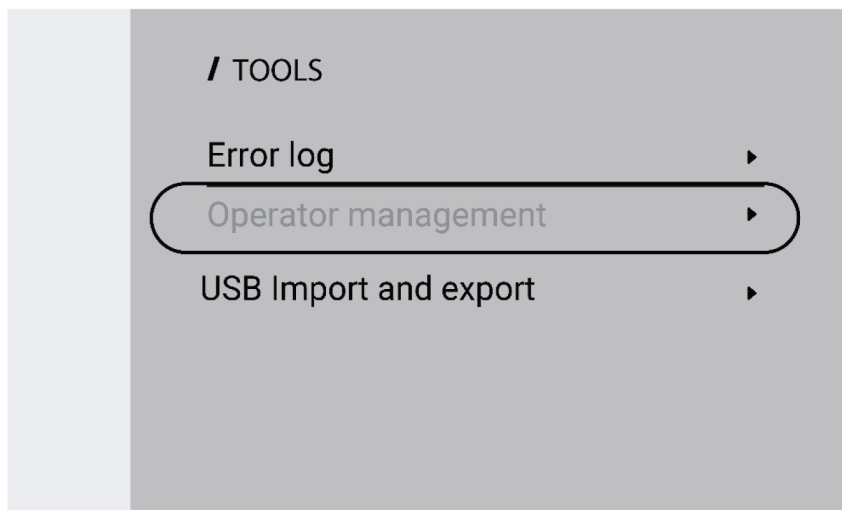 / TOOLS
Error log
Operator management
USB Import and export